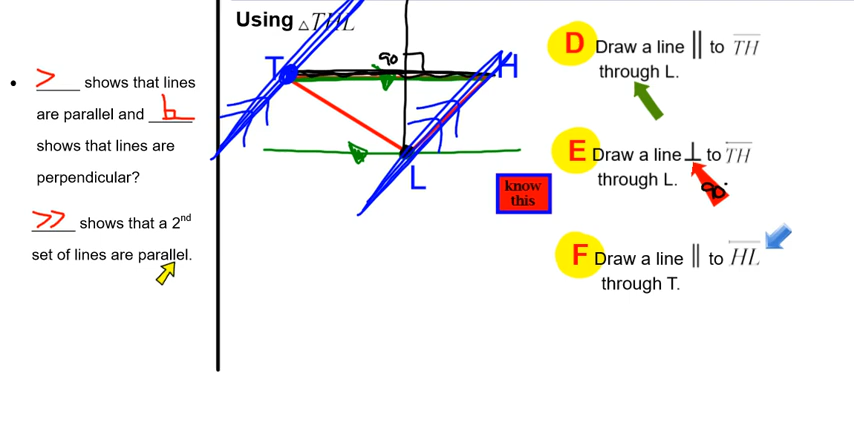 > shows that lines
are parallel and
shows that lines are
perpendicular?
>> shows that a 2nd
set of lines are parallel.
Using △THL
90
T
H
L
know
this
D Draw a line || to TH
through L.
E Draw a line ⊥ to TH
through L.
90°
F Draw a line || to HL
through T.